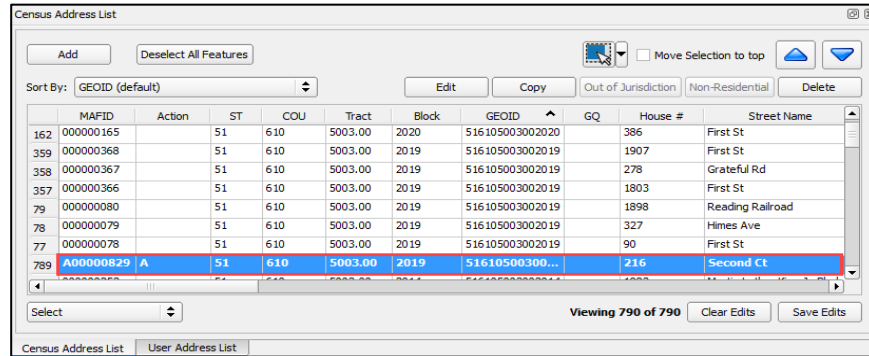 Census Address List
Add Deselect All Features Move Selection to top
Sort By: GEOID (default) Edit Copy Out of Jurisdiction Non-Residential Delete
MAFID Action ST COU Tract Block GEOID GQ House # Street Name
162 000000165 51 610 5003.00 2020 516105003002020 386 First St
359 000000368 51 610 5003.00 2019 516105003002019 1907 First St
358 000000367 51 610 5003.00 2019 516105003002019 278 Grateful Rd
357 000000366 51 610 5003.00 2019 516105003002019 1803 First St
79 000000080 51 610 5003.00 2019 516105003002019 1898 Reading Railroad
78 000000079 51 610 5003.00 2019 516105003002019 327 Himes Ave
77 000000078 51 610 5003.00 2019 516105003002019 90 First St
789 A00000829 A 51 610 5003.00 2019 51610500300... 216 Second Ct
Select Viewing 790 of 790 Clear Edits Save Edits
Census Address List User Address List